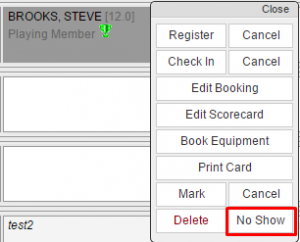 BROOKS, STEVE [12.0]
Playing Member
test2
Close
Register Cancel
Check In Cancel
Edit Booking
Edit Scorecard
Book Equipment
Print Card
Mark Cancel
Delete No Show